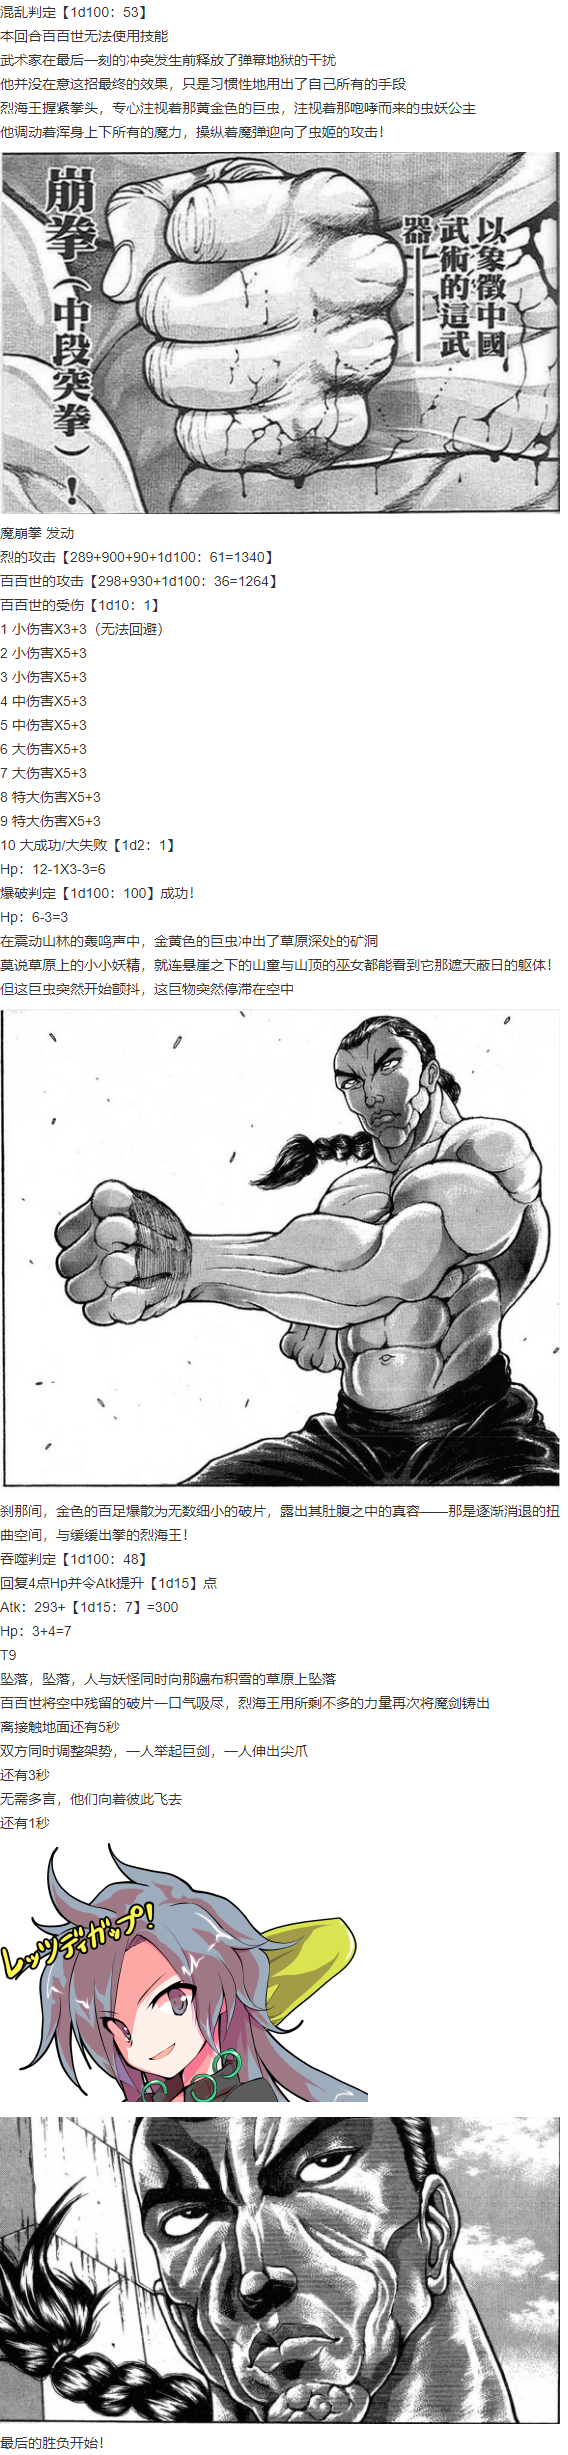 混乱判定【1d100：53】
本回合百百世无法使用技能
武术家在最后一刻的冲突发生前释放了弹幕地狱的干扰
他并没在意这招最终的效果，只是习惯性地用出了自己所有的手段
烈海王握紧拳头，专心注视着那黄金色的巨虫，注视着那咆哮而来的虫妖公主
他调动着浑身上下所有的魔力，操纵着魔弹迎向了虫姬的攻击！
以象徵中國
武術的這武
器——
崩拳（中段突拳）！
魔崩拳 发动
烈的攻击【289+900+90+1d100：61=1340】
百百世的攻击【298+930+1d100：36=1264】
百百世的受伤【1d10：1】
1 小伤害X3+3（无法回避）
2 小伤害X5+3
3 小伤害X5+3
4 中伤害X5+3
5 中伤害X5+3
6 大伤害X5+3
7 大伤害X5+3
8 特大伤害X5+3
9 特大伤害X5+3
10 大成功/大失败【1d2：1】
Hp：12-1X3-3=6
爆破判定【1d100：100】成功！
Hp：6-3=3
在震动山林的轰鸣声中，金黄色的巨虫冲出了草原深处的矿洞
莫说草原上的小小妖精，就连悬崖之下的山童与山顶的巫女都能看到它那遮天蔽日的躯体！
但这巨虫突然开始颤抖，这巨物突然停滞在空中
刹那间，金色的百足爆散为无数细小的破片，露出其肚腹之中的真容——那是逐渐消退的扭
曲空间，与缓缓出拳的烈海王！
吞噬判定【1d100：48】
回复4点Hp并令Atk提升【1d15】点
Atk：293+【1d15：7】=300
Hp：3+4=7
T9
坠落，坠落，人与妖怪同时向那遍布积雪的草原上坠落
百百世将空中残留的破片一口气吸尽，烈海王用所剩不多的力量再次将魔剑铸出
离接触地面还有5秒
双方同时调整架势，一人举起巨剑，一人伸出尖爪
还有3秒
无需多言，他们向着彼此飞去
还有1秒
レッツディガップ！
最后的胜负开始！